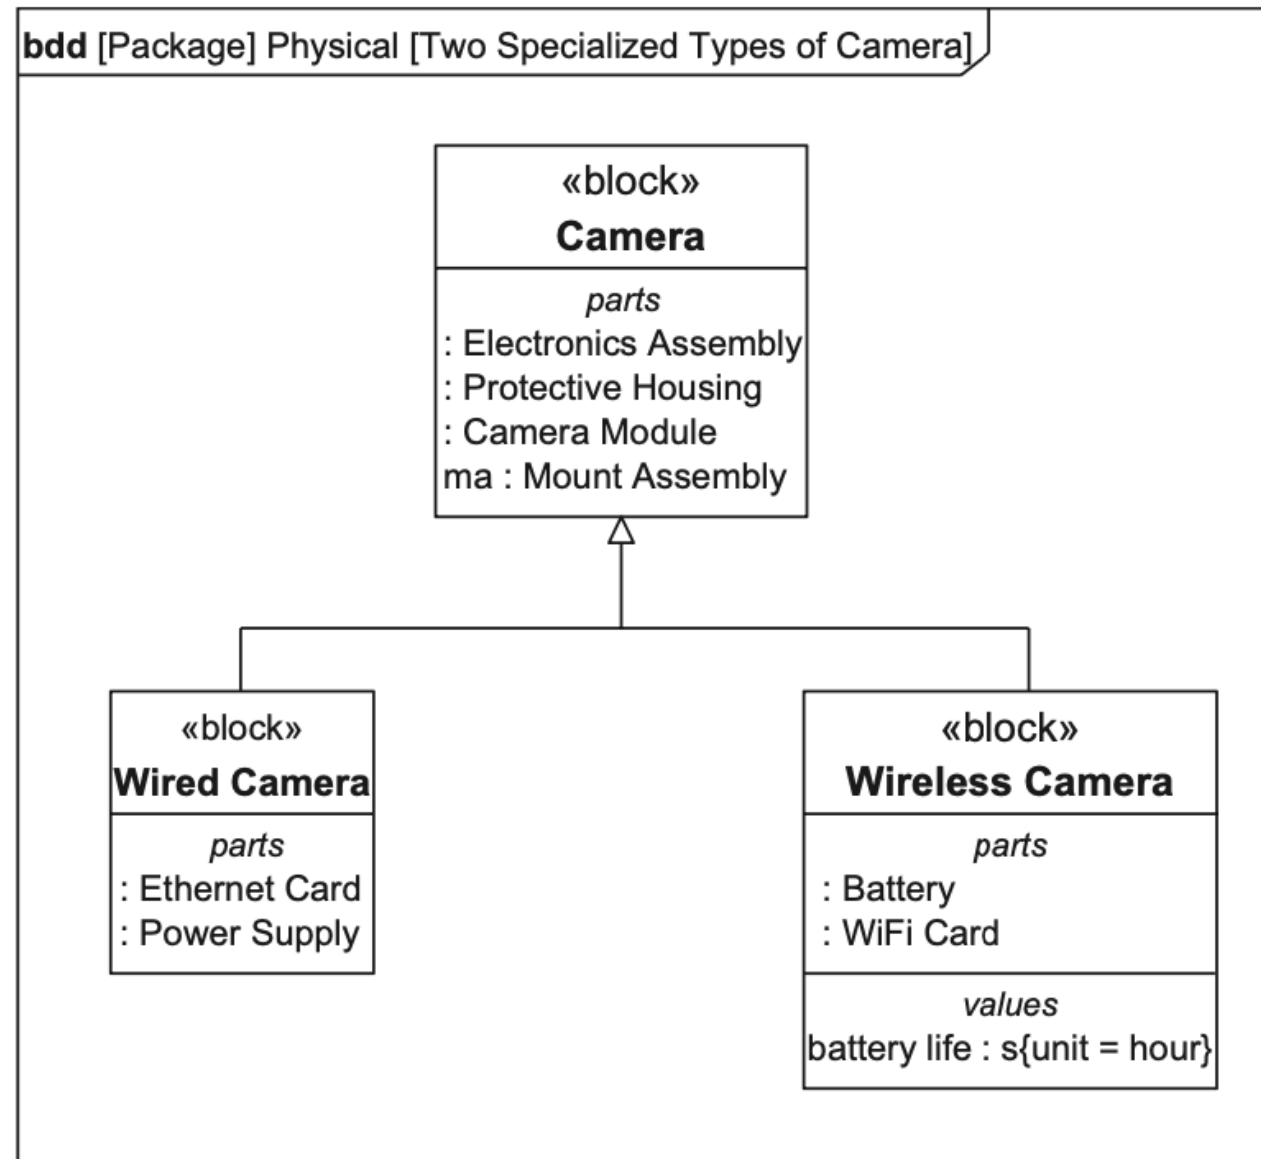 bdd [Package] Physical [Two Specialized Types of Camera]
«block»
Camera
parts
: Electronics Assembly
: Protective Housing
: Camera Module
ma : Mount Assembly
«block»
Wired Camera
parts
: Ethernet Card
: Power Supply
«block»
Wireless Camera
parts
: Battery
: WiFi Card
values
battery life : s{unit = hour}